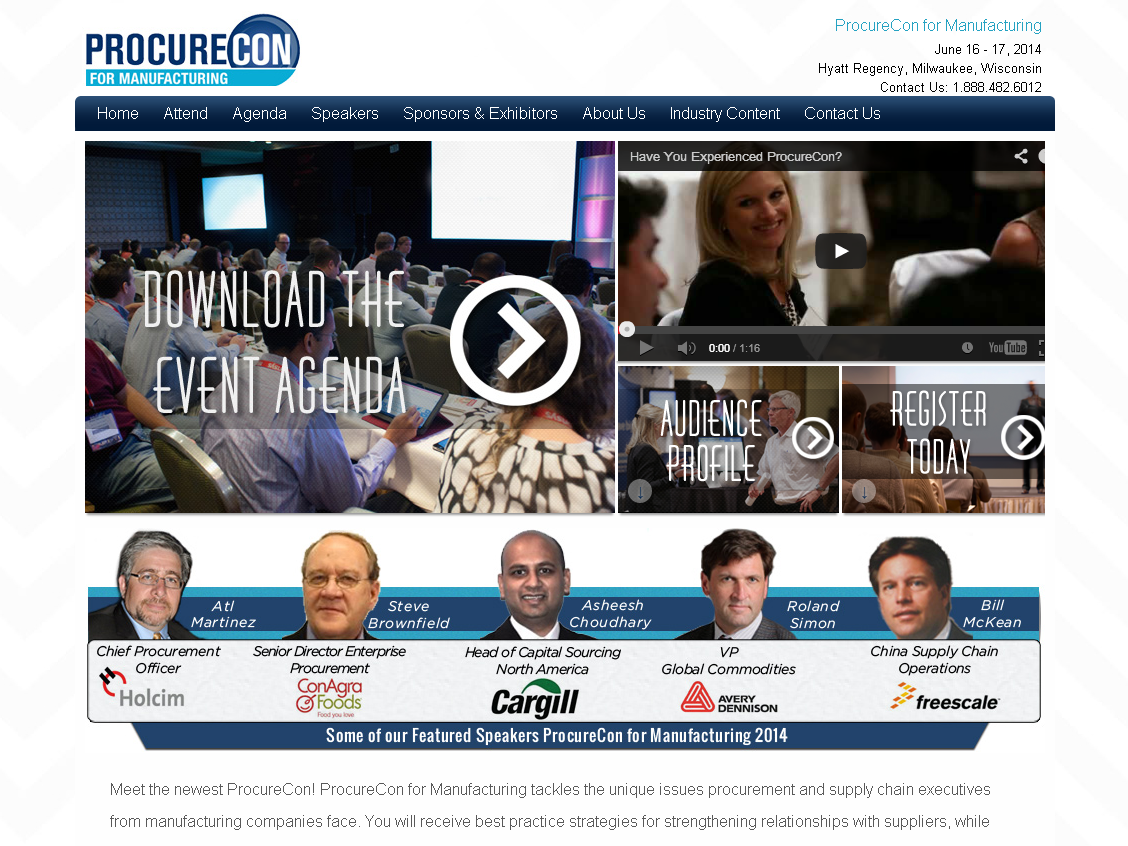 PROCURECON
FOR MANUFACTURING
ProcureCon for Manufacturing
June 16 - 17, 2014
Hyatt Regency, Milwaukee, Wisconsin
Contact Us: 1.888.482.6012
Home Attend Agenda Speakers Sponsors & Exhibitors About Us Industry Content Contact Us
DOWNLOAD THE
EVENT AGENDA
Have You Experienced ProcureCon?
0:00 / 1:16
YouTube
AUDIENCE
PROFILE
REGISTER
TODAY
Atl
Martinez
Steve
Brownfield
Asheesh
Choudhary
Roland
Simon
Bill
McKean
Chief Procurement
Officer
Holcim
Senior Director Enterprise
Procurement
ConAgra
Foods
Food you love
Head of Capital Sourcing
North America
Cargill
VP
Global Commodities
AVERY
DENNISON
China Supply Chain
Operations
freescale
Some of our Featured Speakers ProcureCon for Manufacturing 2014
Meet the newest ProcureCon! ProcureCon for Manufacturing tackles the unique issues procurement and supply chain executives
from manufacturing companies face. You will receive best practice strategies for strengthening relationships with suppliers, while